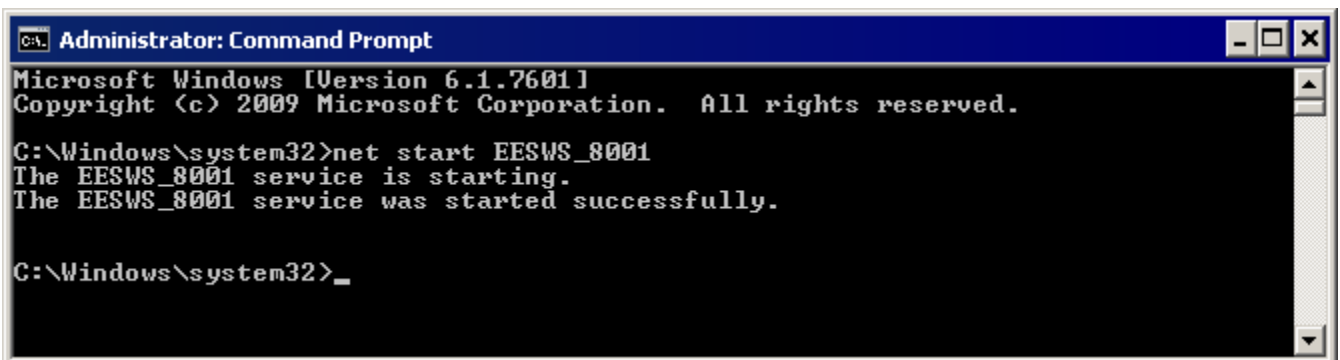 Administrator: Command Prompt
Microsoft Windows [Version 6.1.7601]
Copyright (c) 2009 Microsoft Corporation.  All rights reserved.
C:\Windows\system32>net start EESWS_8001
The EESWS_8001 service is starting.
The EESWS_8001 service was started successfully.
C:\Windows\system32>_